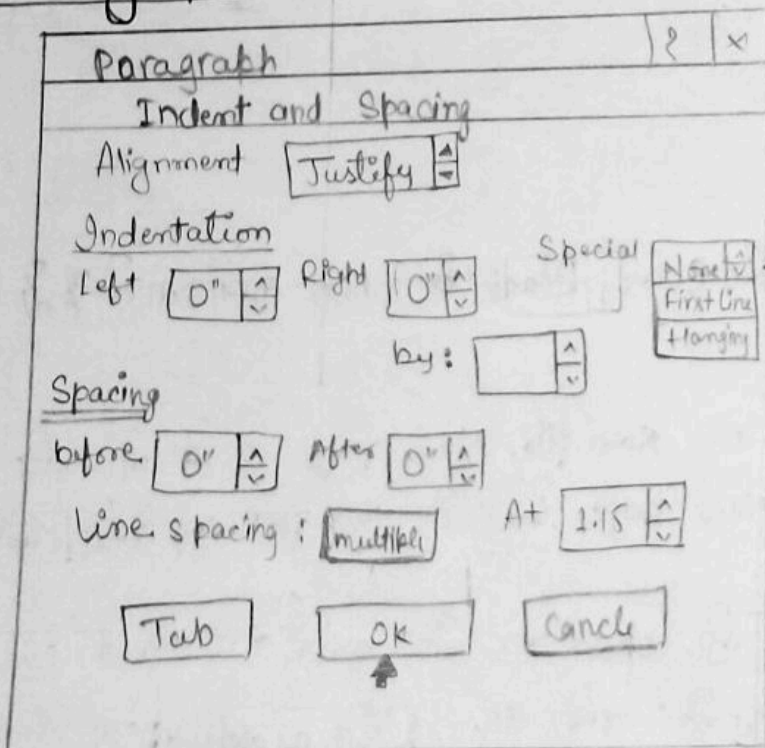 Paragraph ? ×
Indent and Spacing
Alignment Justify
Indentation
Left 0" Right 0" Special None
First Line
Hanging
by:
Spacing
before 0" After 0"
Line spacing : multiple At 1.15
Tab OK Cancle